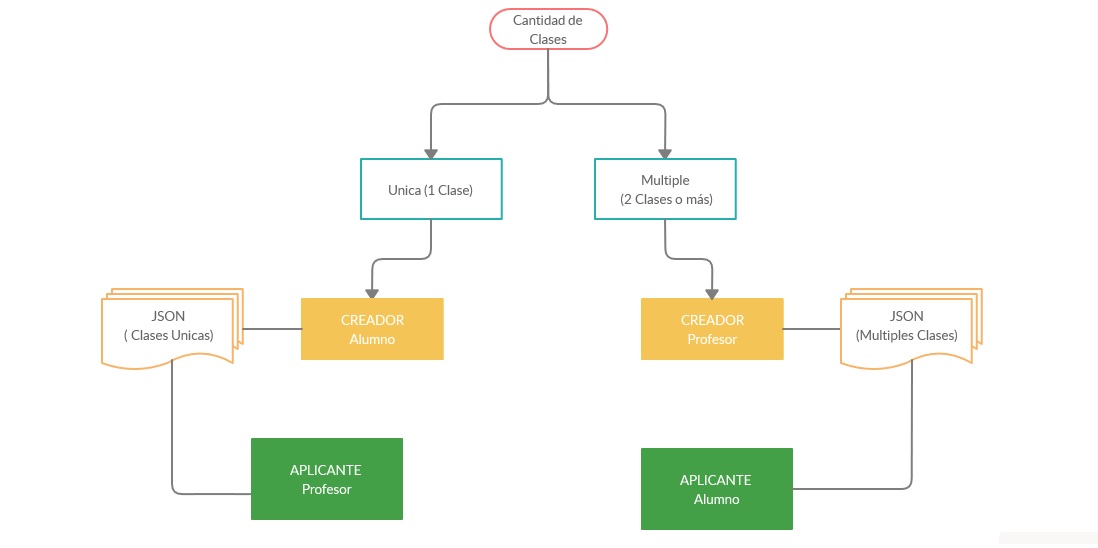 Cantidad de
Clases
Unica (1 Clase)
Multiple
(2 Clases o más)
JSON
( Clases Unicas)
CREADOR
Alumno
CREADOR
Profesor
JSON
(Multiples Clases)
APLICANTE
Profesor
APLICANTE
Alumno